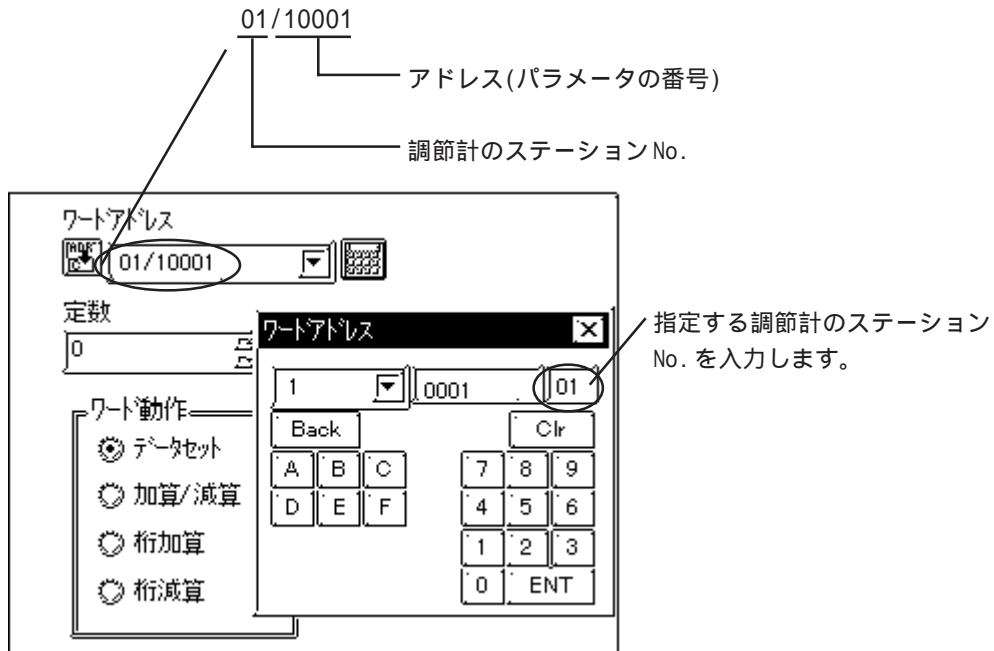 01/10001
アドレス(パラメータの番号)
調節計のステーションNo.
ワードアドレス
ADR
C
01/10001
定数
0
ワードアドレス
指定する調節計のステーション
No.を入力します。
1 0001 01
Back Clr
A B C 7 8 9
D E F 4 5 6
1 2 3
0 ENT
ワード動作
データセット
加算/減算
桁加算
桁減算